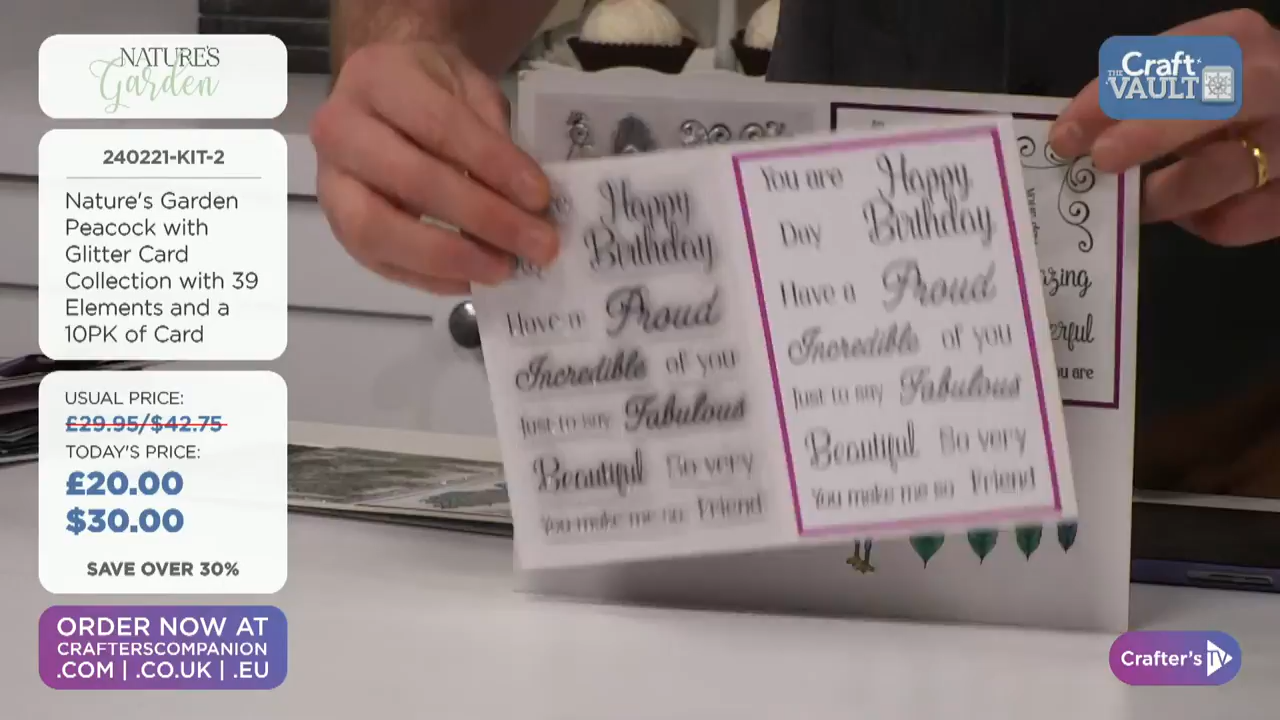 NATURE'S
Garden
240221-KIT-2
Nature's Garden
Peacock with
Glitter Card
Collection with 39
Elements and a
10PK of Card
USUAL PRICE:
£29.95/$42.75
TODAY'S PRICE:
£20.00
$30.00
SAVE OVER 30%
ORDER NOW AT
CRAFTERSCOMPANION
.COM | .CO.UK | .EU
Happy
Birthday
Have a Proud
Incredible of you
Just to say Fabulous
Beautiful So very
You make me so Friend
You are Happy
Day Birthday
Have a Proud
Incredible of you
Just to say Fabulous
Beautiful So very
You make me so Friend
THE Craft
VAULT
Crafter's TV